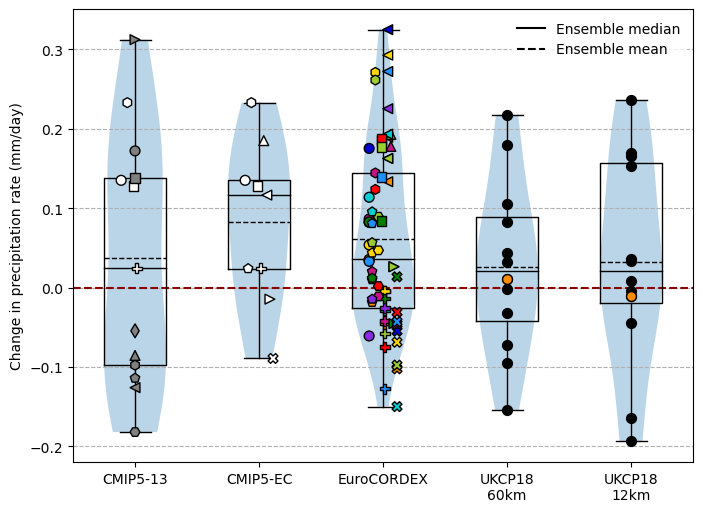 Change in precipitation rate (mm/day)
0.3
0.2
0.1
0.0
−0.1
−0.2
Ensemble median
Ensemble mean
CMIP5-13
CMIP5-EC
EuroCORDEX
UKCP18
60km
UKCP18
12km